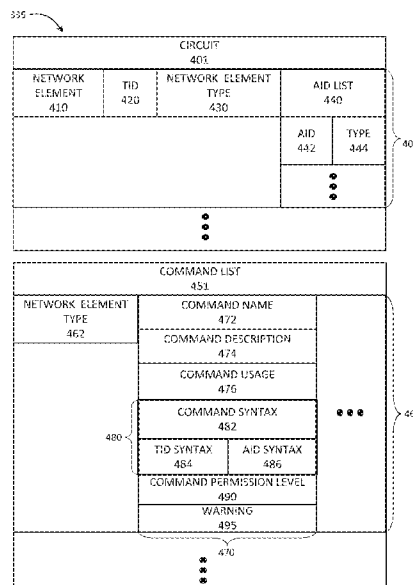 395
CIRCUIT
401
NETWORK ELEMENT TID NETWORK ELEMENT AID LIST
ELEMENT 420 TYPE 440
410 430
AID TYPE
442 444
40
COMMAND LIST
451
NETWORK ELEMENT COMMAND NAME
TYPE 472
462 COMMAND DESCRIPTION
474
COMMAND USAGE
476
COMMAND SYNTAX
482
480
46
TID SYNTAX AID SYNTAX
484 486
COMMAND PERMISSION LEVEL
490
WARNING
495
470